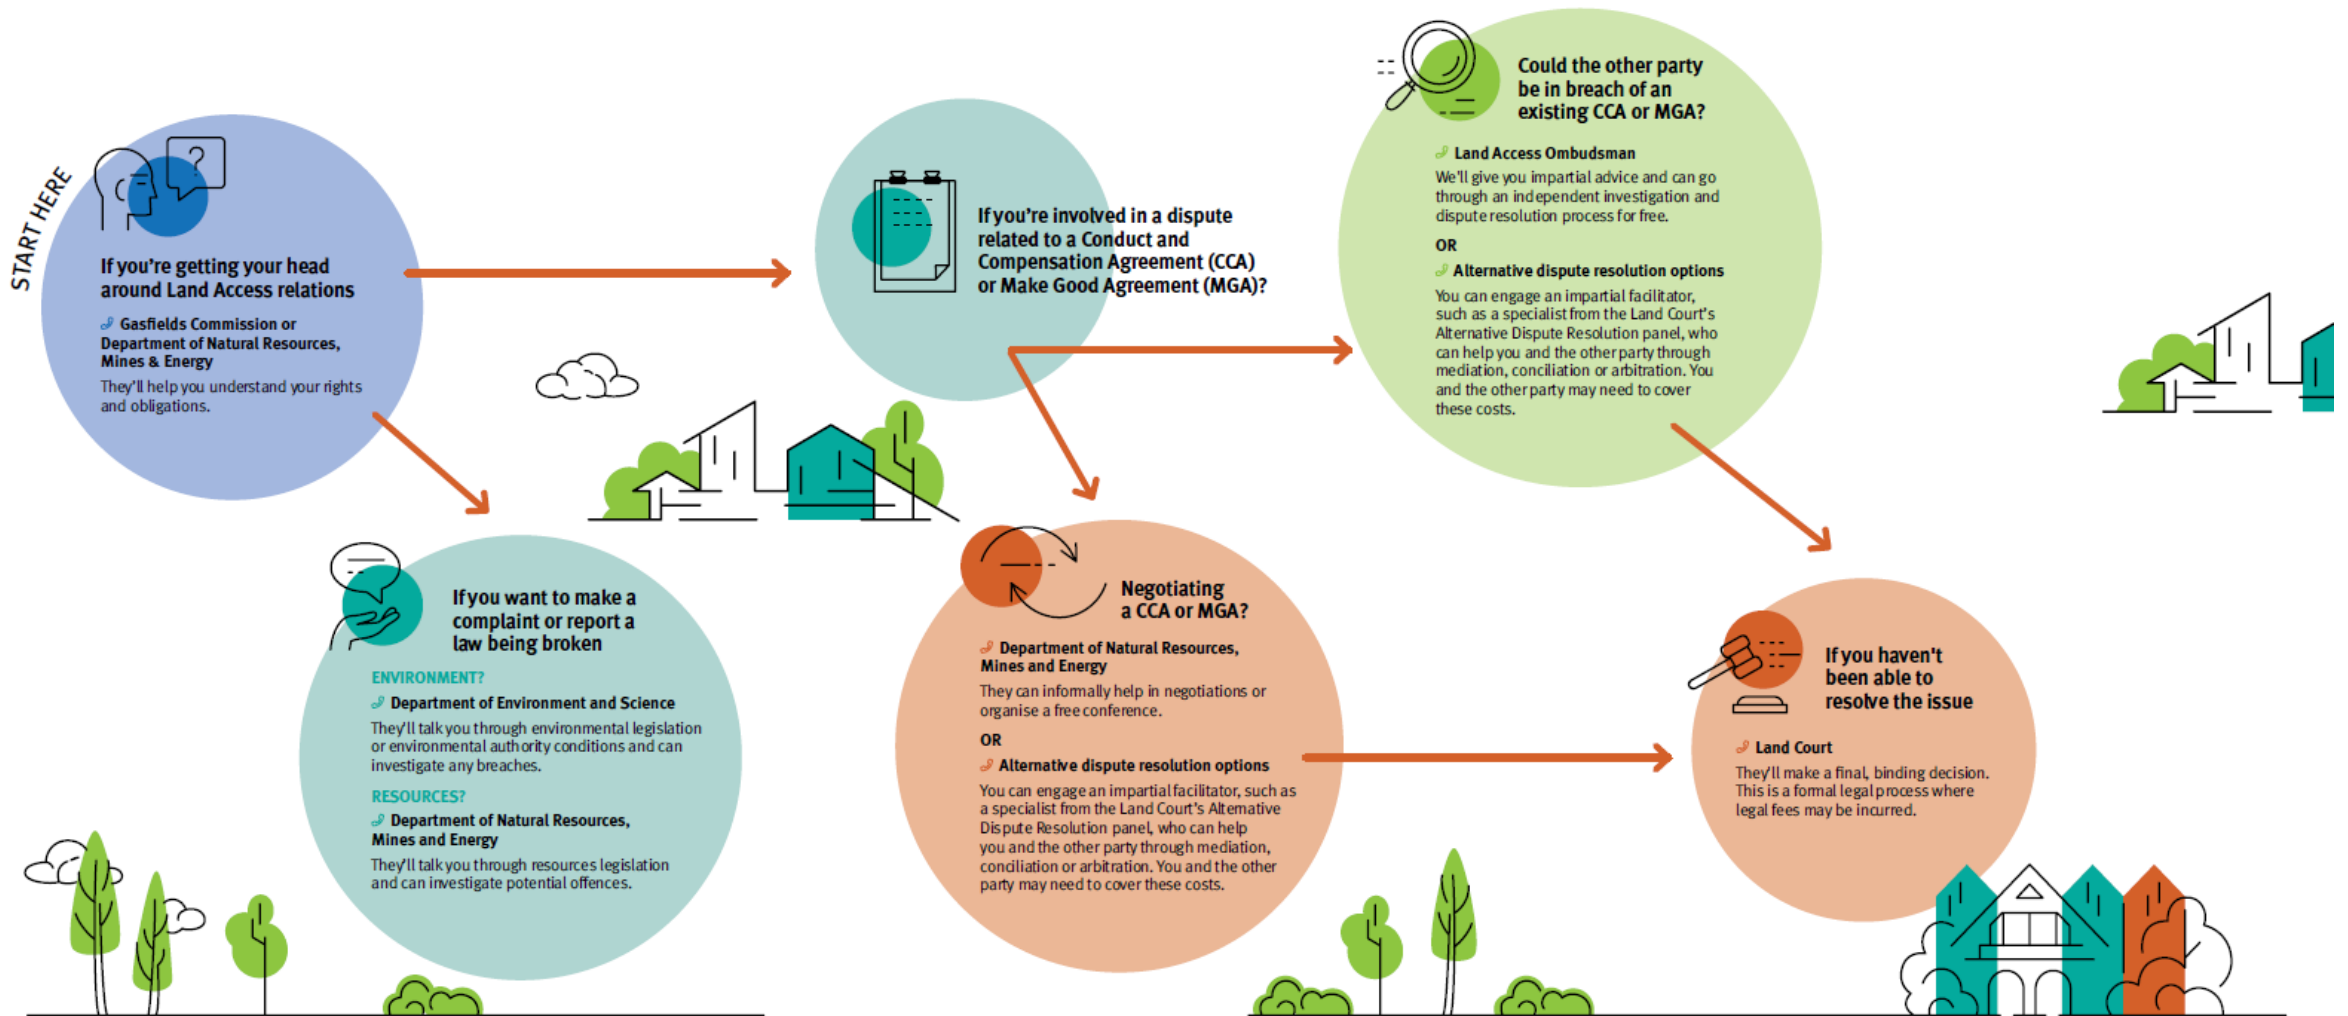 START HERE
If you're getting your head
around Land Access relations
Gasfields Commission or
Department of Natural Resources,
Mines & Energy
They'll help you understand your rights
and obligations.
?
If you want to make a
complaint or report a
law being broken
ENVIRONMENT?
Department of Environment and Science
They'll talk you through environmental legislation
or environmental authority conditions and can
investigate any breaches.
RESOURCES?
Department of Natural Resources,
Mines and Energy
They'll talk you through resources legislation
and can investigate potential offences.
If you're involved in a dispute
related to a Conduct and
Compensation Agreement (CCA)
or Make Good Agreement (MGA)?
Could the other party
be in breach of an
existing CCA or MGA?
Land Access Ombudsman
We'll give you impartial advice and can go
through an independent investigation and
dispute resolution process for free.
OR
Alternative dispute resolution options
You can engage an impartial facilitator,
such as a specialist from the Land Court's
Alternative Dispute Resolution panel, who
can help you and the other party through
mediation, conciliation or arbitration. You
and the other party may need to cover
these costs.
Negotiating
a CCA or MGA?
Department of Natural Resources,
Mines and Energy
They can informally help in negotiations or
organise a free conference.
OR
Alternative dispute resolution options
You can engage an impartial facilitator, such as
a specialist from the Land Court's Alternative
Dispute Resolution panel, who can help
you and the other party through mediation,
conciliation or arbitration. You and the other
party may need to cover these costs.
If you haven't
been able to
resolve the issue
Land Court
They'll make a final, binding decision.
This is a formal legal process where
legal fees may be incurred.